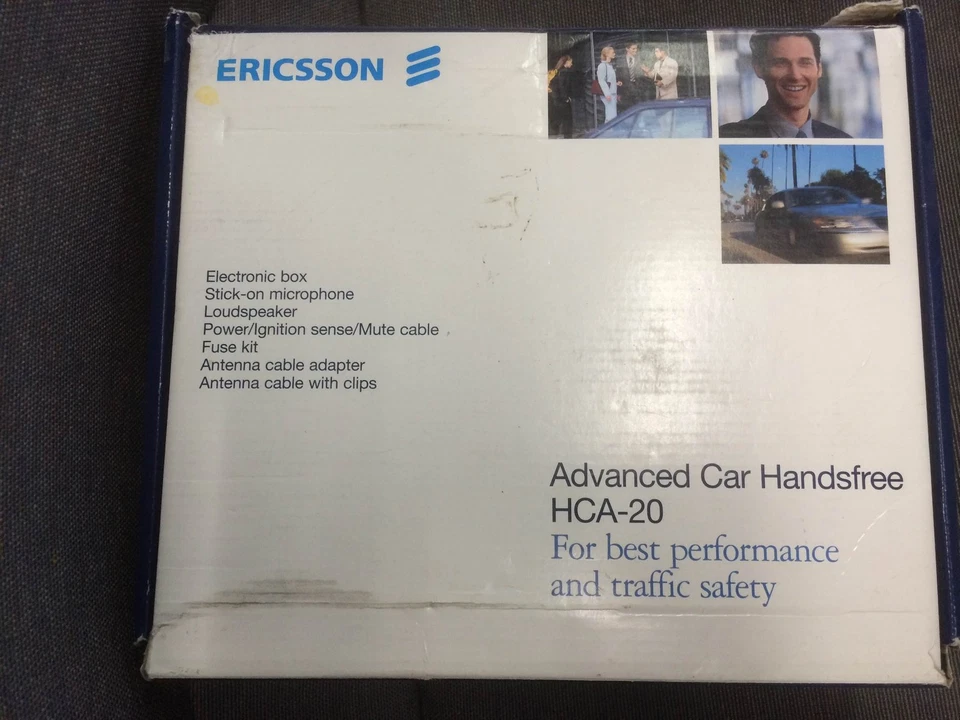 ERICSSON
Electronic box
Stick-on microphone
Loudspeaker
Power/Ignition sense/Mute cable
Fuse kit
Antenna cable adapter
Antenna cable with clips
Advanced Car Handsfree
HCA-20
For best performance
and traffic safety